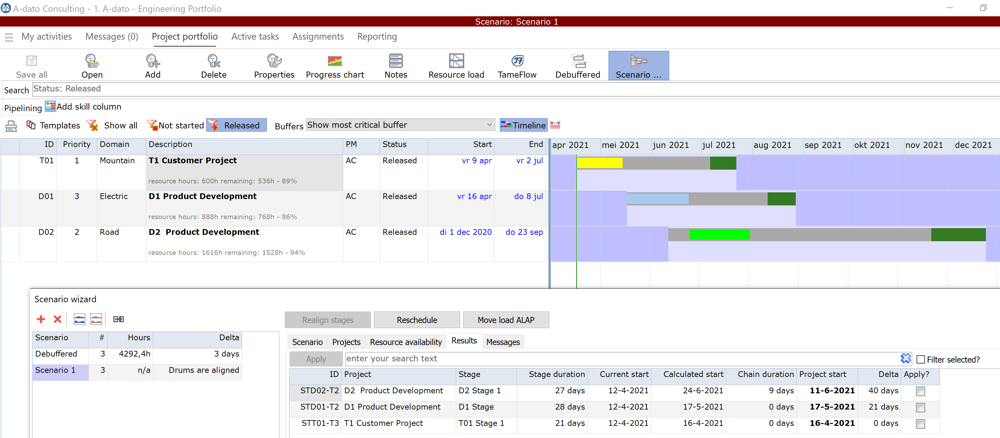 A-dato Consulting - 1. A-dato - Engineering Portfolio
Scenario: Scenario 1
My activities Messages (0) Project portfolio Active tasks Assignments Reporting
Save all Open Add Delete Properties Progress chart Notes Resource load TameFlow Debuffered Scenario ...
Search Status: Released
Pipelining Add skill column
Templates Show all Not started Released Buffers Show most critical buffer Timeline
ID Priority Domain Description PM Status Start End apr 2021 mei 2021 jun 2021 jul 2021 aug 2021 sep 2021 okt 2021 nov 2021 dec 2021
T01 1 Mountain T1 Customer Project AC Released vr 9 apr vr 2 jul
resource hours: 600h remaining: 536h - 89%
D01 3 Electric D1 Product Development AC Released vr 16 apr do 8 jul
resource hours: 888h remaining: 768h - 86%
D02 2 Road D2 Product Development AC Released di 1 dec 2020 do 23 sep
resource hours: 1616h remaining: 1528h - 94%
Scenario wizard
Realign stages Reschedule Move load ALAP
Scenario # Hours Delta
Debuffered 3 4292,4h 3 days
Scenario 1 3 n/a Drums are aligned
Scenario Projects Resource availability Results Messages
Apply enter your search text Filter selected?
ID Project Stage Stage duration Current start Calculated start Chain duration Project start Delta Apply?
STD02-T2 D2 Product Development D2 Stage 1 27 days 12-4-2021 24-6-2021 9 days 11-6-2021 40 days
STD01-T2 D1 Product Development D1 Stage 28 days 12-4-2021 17-5-2021 0 days 17-5-2021 21 days
STT01-T3 T1 Customer Project T01 Stage 1 21 days 12-4-2021 16-4-2021 0 days 16-4-2021 0 days